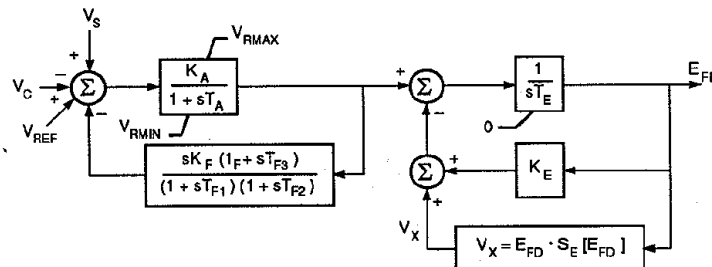 V_S
+
V_RMAX
V_C
−
Σ
K_A
1 + sT_A
+
Σ
1
sT_E
E_FD
+
V_REF
−
V_RMIN
−
0
sK_F (1_F + sT_F3)
(1 + sT_F1) (1 + sT_F2)
Σ
+
K_E
+
V_X
V_X = E_FD · S_E [E_FD]